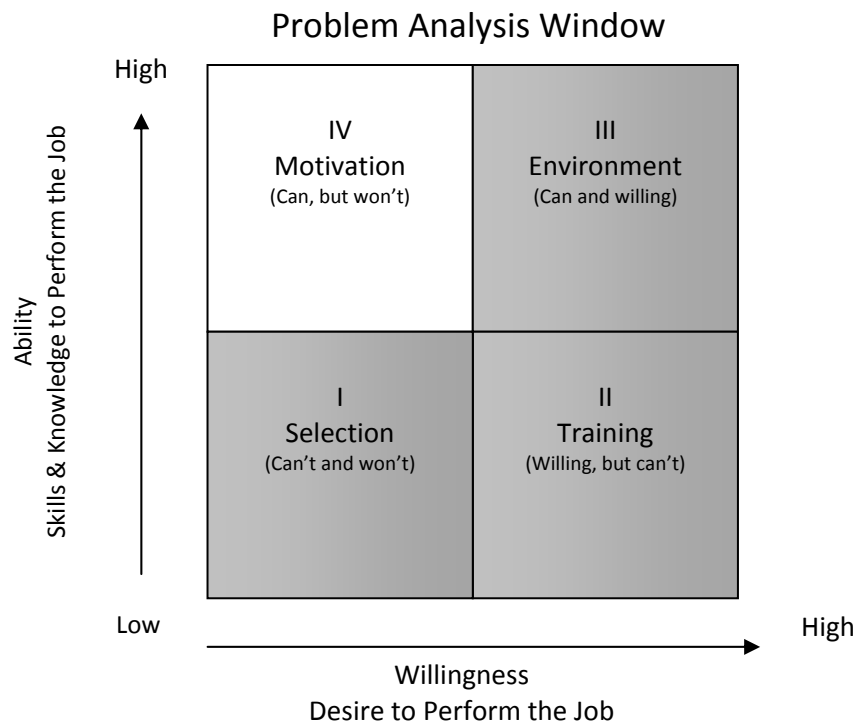 Problem Analysis Window
High
Ability
Skills & Knowledge to Perform the Job
IV
Motivation
(Can, but won’t)
III
Environment
(Can and willing)
I
Selection
(Can’t and won’t)
II
Training
(Willing, but can’t)
Low
High
Willingness
Desire to Perform the Job